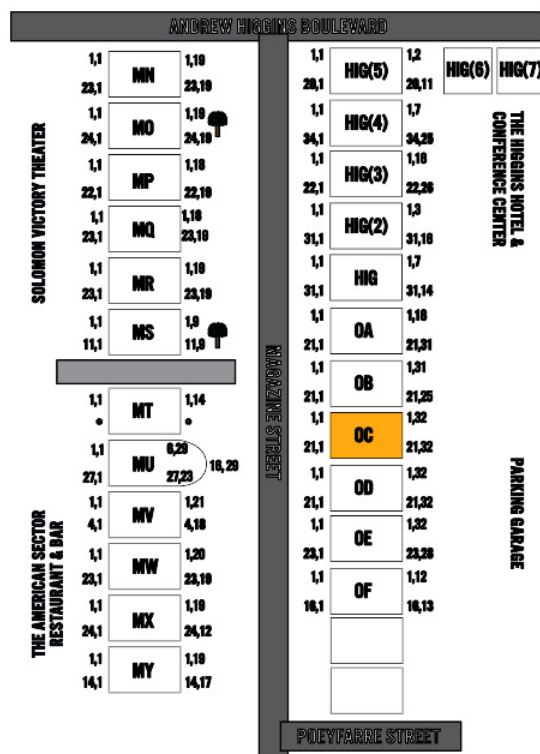 ANDREW HIGGINS BOULEVARD
SOLOMON VICTORY THEATER
1,1 1,19
MN
23,1 23,19
1,1 1,19
MO
24,1 24,19
1,1 1,18
MP
22,1 22,19
1,1 1,18
MQ
23,1 23,19
1,1 1,19
MR
23,1 23,19
1,1 1,9
MS
11,1 11,9
THE AMERICAN SECTOR
RESTAURANT & BAR
1,1 1,14
MT
1,1 6,29
MU 16,29
27,1 27,23
1,1 1,21
MV
4,1 4,18
1,1 1,20
MW
23,1 23,19
1,1 1,19
MX
24,1 24,12
1,1 1,19
MY
14,1 14,17
MAGAZINE STREET
1,1 1,2
HIG(5) HIG(6) HIG(7)
20,1 20,11
1,1 1,7
HIG(4)
34,1 34,25
1,1 1,18
HIG(3)
22,1 22,26
1,1 1,3
HIG(2)
31,1 31,16
1,1 1,7
HIG
31,1 31,14
THE HIGGINS HOTEL &
CONFERENCE CENTER
1,1 1,18
OA
21,1 21,31
1,1 1,31
OB
21,1 21,25
1,1 1,32
OC
21,1 21,32
1,1 1,32
OD
21,1 21,32
1,1 1,32
OE
23,1 23,28
1,1 1,12
OF
16,1 16,13
PARKING GARAGE
POEYFARRE STREET